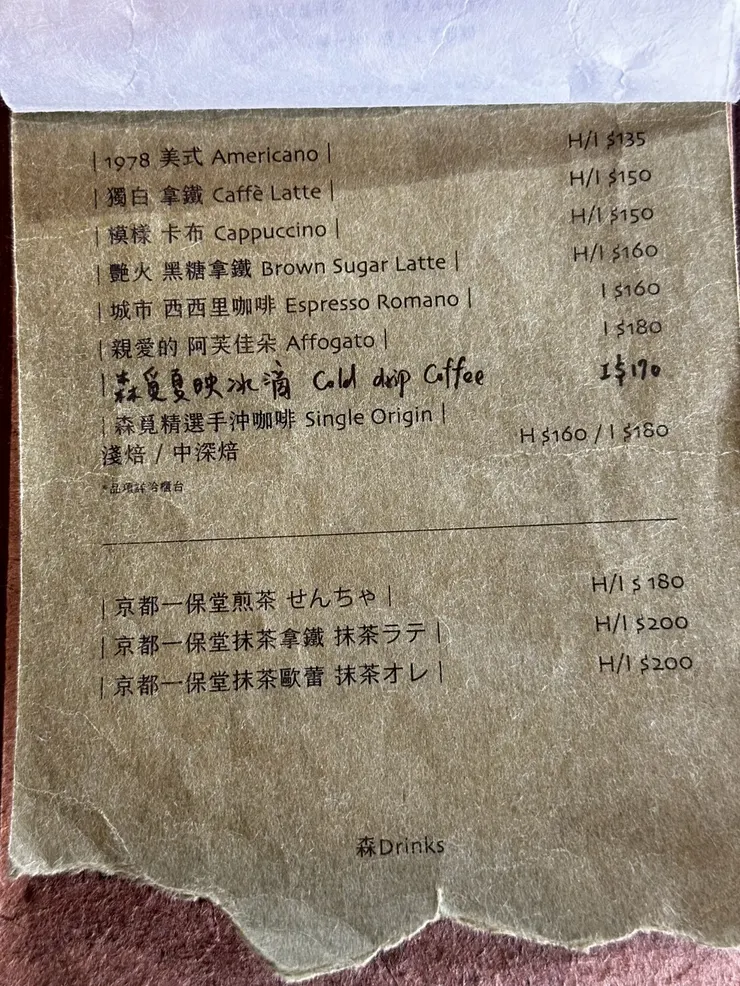 | 1978 美式 Americano | H/I $135
| 獨白 拿鐵 Caffè Latte | H/I $150
| 模樣 卡布 Cappuccino | H/I $150
| 艷火 黑糖拿鐵 Brown Sugar Latte | H/I $160
| 城市 西西里咖啡 Espresso Romano | I $160
| 親愛的 阿芙佳朵 Affogato | I $180
| 森覓夏映冰滴 Cold drip Coffee I $170
| 森覓精選手沖咖啡 Single Origin | H $160 / I $180
淺焙 / 中深焙
*品項詳洽櫃台
| 京都一保堂煎茶 せんちゃ | H/I $ 180
| 京都一保堂抹茶拿鐵 抹茶ラテ | H/I $200
| 京都一保堂抹茶歐蕾 抹茶オレ | H/I $200
森Drinks